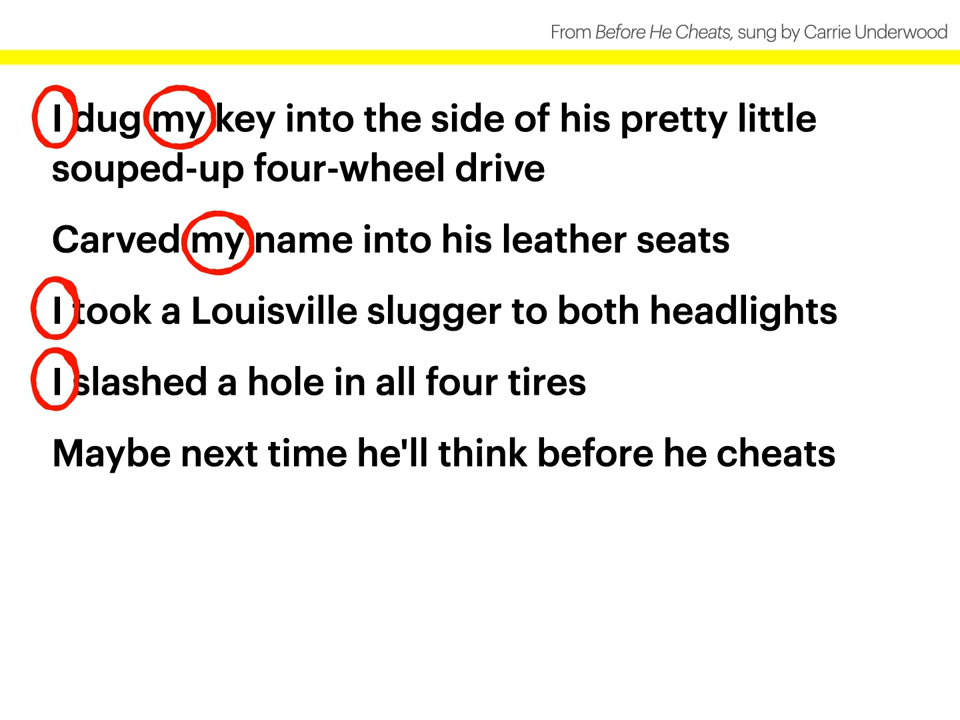 From Before He Cheats, sung by Carrie Underwood
I dug my key into the side of his pretty little
souped-up four-wheel drive
Carved my name into his leather seats
I took a Louisville slugger to both headlights
I slashed a hole in all four tires
Maybe next time he'll think before he cheats